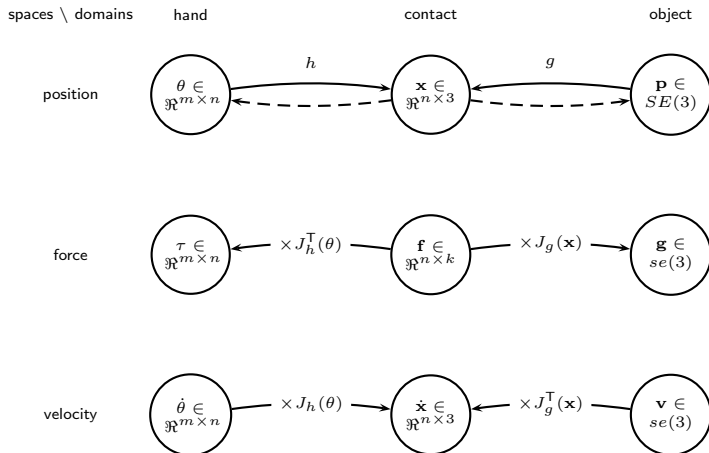 spaces \ domains hand contact object
h g
position θ ∈ ℜ^{m×n} x ∈ ℜ^{n×3} p ∈ SE(3)
×J_h^T(θ) ×J_g(x)
force τ ∈ ℜ^{m×n} f ∈ ℜ^{n×k} g ∈ se(3)
×J_h(θ) ×J_g^T(x)
velocity θ̇ ∈ ℜ^{m×n} ẋ ∈ ℜ^{n×3} v ∈ se(3)